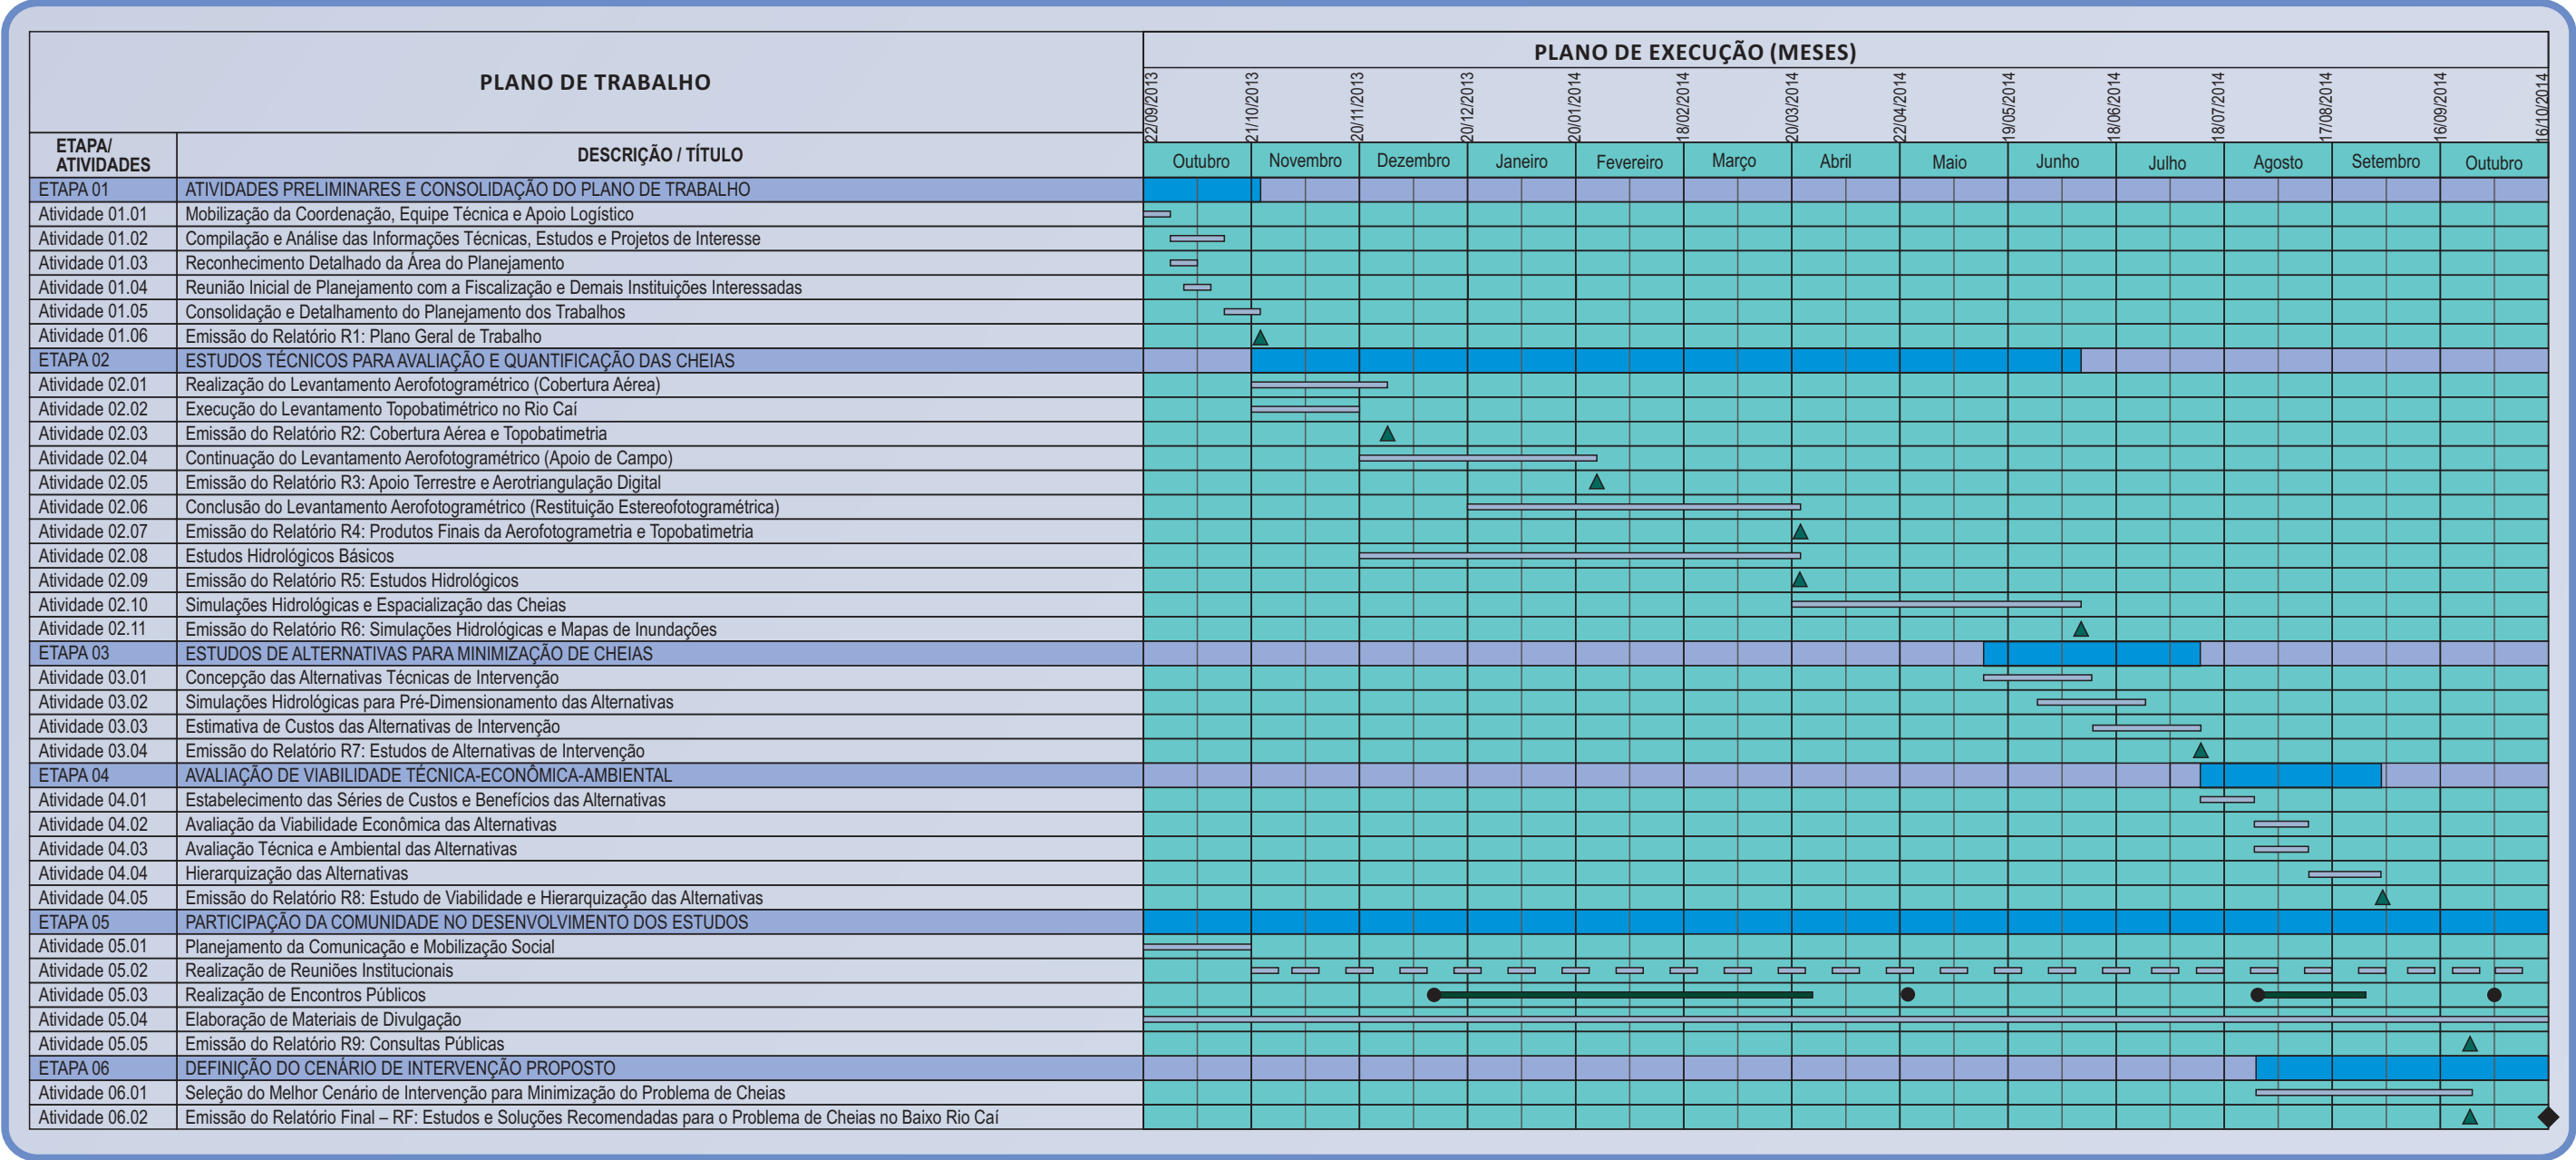 PLANO DE TRABALHO
PLANO DE EXECUÇÃO (MESES)
22/09/2013
21/10/2013
20/11/2013
20/12/2013
20/01/2014
18/02/2014
20/03/2014
22/04/2014
19/05/2014
18/06/2014
18/07/2014
17/08/2014
16/09/2014
16/10/2014
ETAPA/
ATIVIDADES
DESCRIÇÃO / TÍTULO
Outubro
Novembro
Dezembro
Janeiro
Fevereiro
Março
Abril
Maio
Junho
Julho
Agosto
Setembro
Outubro
ETAPA 01 ATIVIDADES PRELIMINARES E CONSOLIDAÇÃO DO PLANO DE TRABALHO
Atividade 01.01 Mobilização da Coordenação, Equipe Técnica e Apoio Logístico
Atividade 01.02 Compilação e Análise das Informações Técnicas, Estudos e Projetos de Interesse
Atividade 01.03 Reconhecimento Detalhado da Área do Planejamento
Atividade 01.04 Reunião Inicial de Planejamento com a Fiscalização e Demais Instituições Interessadas
Atividade 01.05 Consolidação e Detalhamento do Planejamento dos Trabalhos
Atividade 01.06 Emissão do Relatório R1: Plano Geral de Trabalho
ETAPA 02 ESTUDOS TÉCNICOS PARA AVALIAÇÃO E QUANTIFICAÇÃO DAS CHEIAS
Atividade 02.01 Realização do Levantamento Aerofotogramétrico (Cobertura Aérea)
Atividade 02.02 Execução do Levantamento Topobatimétrico no Rio Caí
Atividade 02.03 Emissão do Relatório R2: Cobertura Aérea e Topobatimetria
Atividade 02.04 Continuação do Levantamento Aerofotogramétrico (Apoio de Campo)
Atividade 02.05 Emissão do Relatório R3: Apoio Terrestre e Aerotriangulação Digital
Atividade 02.06 Conclusão do Levantamento Aerofotogramétrico (Restituição Estereofotogramétrica)
Atividade 02.07 Emissão do Relatório R4: Produtos Finais da Aerofotogrametria e Topobatimetria
Atividade 02.08 Estudos Hidrológicos Básicos
Atividade 02.09 Emissão do Relatório R5: Estudos Hidrológicos
Atividade 02.10 Simulações Hidrológicas e Espacialização das Cheias
Atividade 02.11 Emissão do Relatório R6: Simulações Hidrológicas e Mapas de Inundações
ETAPA 03 ESTUDOS DE ALTERNATIVAS PARA MINIMIZAÇÃO DE CHEIAS
Atividade 03.01 Concepção das Alternativas Técnicas de Intervenção
Atividade 03.02 Simulações Hidrológicas para Pré-Dimensionamento das Alternativas
Atividade 03.03 Estimativa de Custos das Alternativas de Intervenção
Atividade 03.04 Emissão do Relatório R7: Estudos de Alternativas de Intervenção
ETAPA 04 AVALIAÇÃO DE VIABILIDADE TÉCNICA-ECONÔMICA-AMBIENTAL
Atividade 04.01 Estabelecimento das Séries de Custos e Benefícios das Alternativas
Atividade 04.02 Avaliação da Viabilidade Econômica das Alternativas
Atividade 04.03 Avaliação Técnica e Ambiental das Alternativas
Atividade 04.04 Hierarquização das Alternativas
Atividade 04.05 Emissão do Relatório R8: Estudo de Viabilidade e Hierarquização das Alternativas
ETAPA 05 PARTICIPAÇÃO DA COMUNIDADE NO DESENVOLVIMENTO DOS ESTUDOS
Atividade 05.01 Planejamento da Comunicação e Mobilização Social
Atividade 05.02 Realização de Reuniões Institucionais
Atividade 05.03 Realização de Encontros Públicos
Atividade 05.04 Elaboração de Materiais de Divulgação
Atividade 05.05 Emissão do Relatório R9: Consultas Públicas
ETAPA 06 DEFINIÇÃO DO CENÁRIO DE INTERVENÇÃO PROPOSTO
Atividade 06.01 Seleção do Melhor Cenário de Intervenção para Minimização do Problema de Cheias
Atividade 06.02 Emissão do Relatório Final – RF: Estudos e Soluções Recomendadas para o Problema de Cheias no Baixo Rio Caí